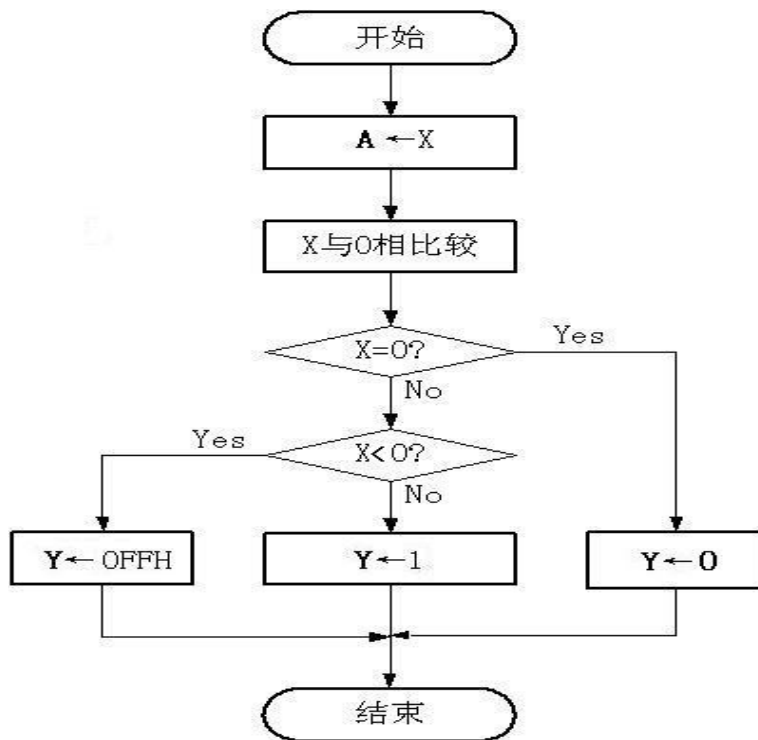 开始
A ←X
X与0相比较
X=0?
Yes
No
X<0?
Yes
No
Y←0FFH
Y←1
Y←0
结束